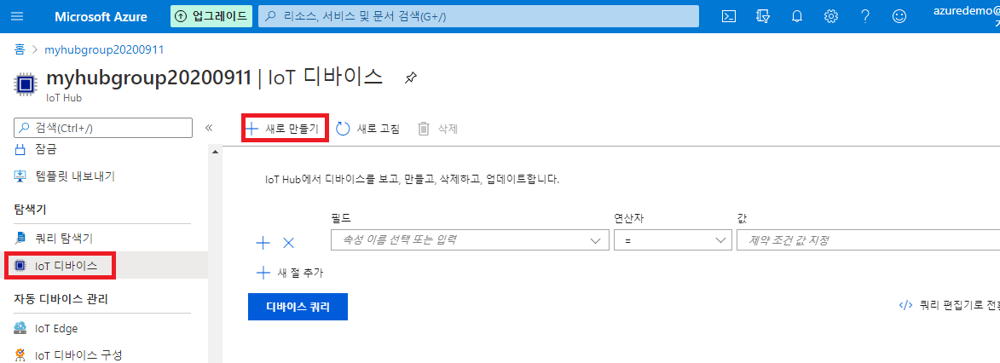 Microsoft Azure
업그레이드
리소스, 서비스 및 문서 검색(G+/)
azuredemo@
홈 > myhubgroup20200911
myhubgroup20200911 | IoT 디바이스
IoT Hub
검색(Ctrl+/)
«
새로 만들기
새로 고침
삭제
잠금
템플릿 내보내기
탐색기
쿼리 탐색기
IoT 디바이스
자동 디바이스 관리
IoT Edge
IoT 디바이스 구성
IoT Hub에서 디바이스를 보고, 만들고, 삭제하고, 업데이트합니다.
필드
연산자
값
속성 이름 선택 또는 입력
=
제약 조건 값 지정
새 절 추가
디바이스 쿼리
</> 쿼리 편집기로